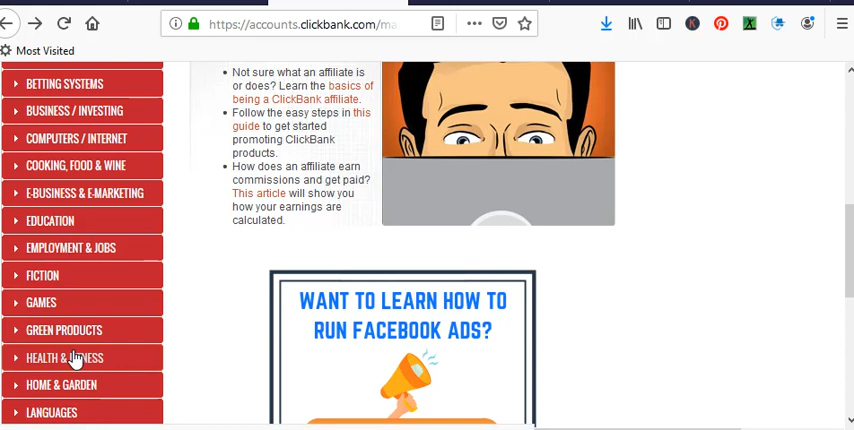 https://accounts.clickbank.com/ma
Most Visited
BETTING SYSTEMS
BUSINESS / INVESTING
COMPUTERS / INTERNET
COOKING, FOOD & WINE
E-BUSINESS & E-MARKETING
EDUCATION
EMPLOYMENT & JOBS
FICTION
GAMES
GREEN PRODUCTS
HEALTH &
HOME & GARDEN
LANGUAGES
Not sure what an affiliate is
or does? Learn the basics of
being a ClickBank affiliate.
Follow the easy steps in this
guide to get started
promoting ClickBank
products.
How does an affiliate earn
commissions and get paid?
This article will show you
how your earnings are
calculated.
WANT TO LEARN HOW TO
RUN FACEBOOK ADS?